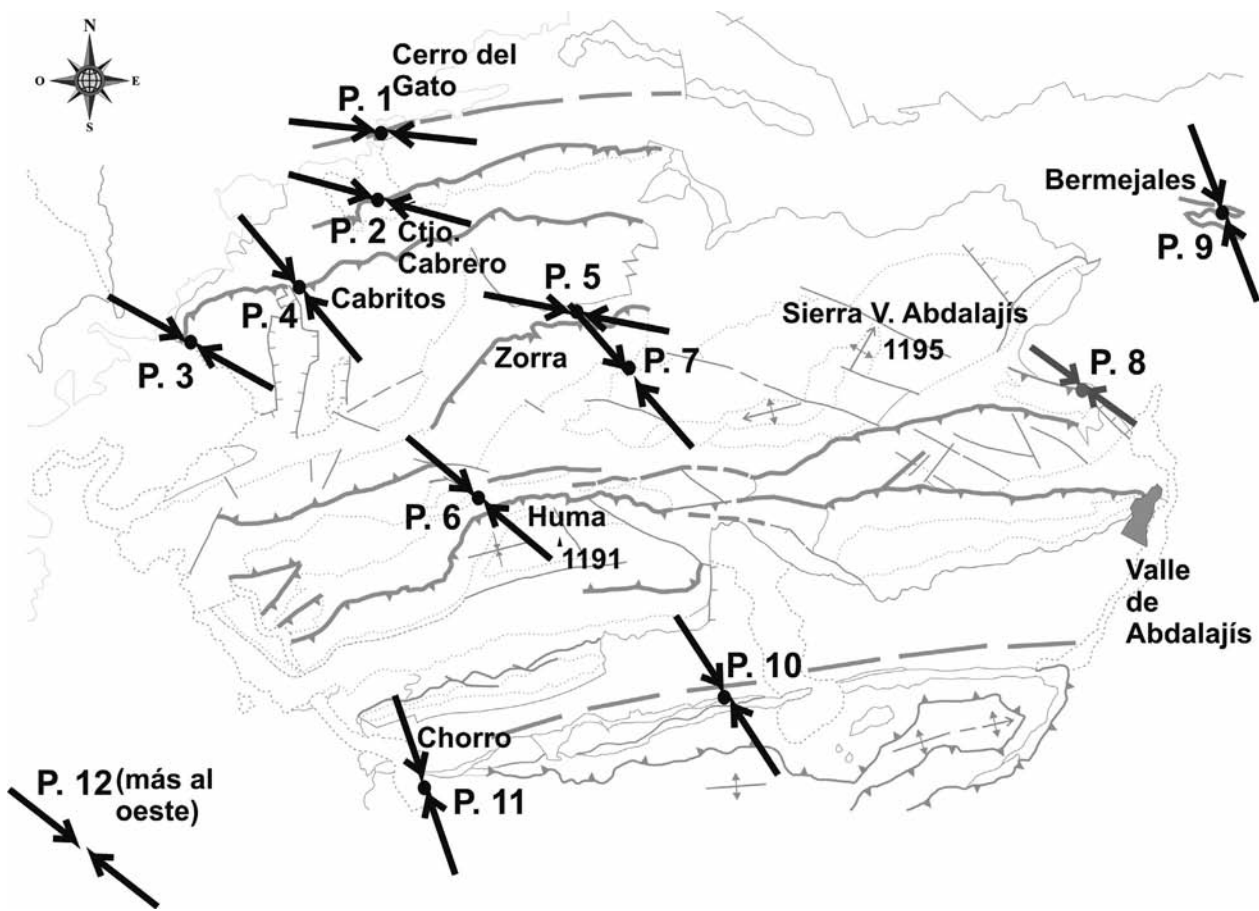 N
O
E
S
Cerro del
Gato
P. 1
P. 2
Ctjo.
Cabrero
P. 4
Cabritos
P. 3
P. 5
Zorra
P. 7
Sierra V. Abdalajís
1195
Bermejales
P. 9
P. 8
P. 6
Huma
1191
Valle
de
Abdalajís
P. 10
Chorro
P. 11
P. 12 (más al
oeste)